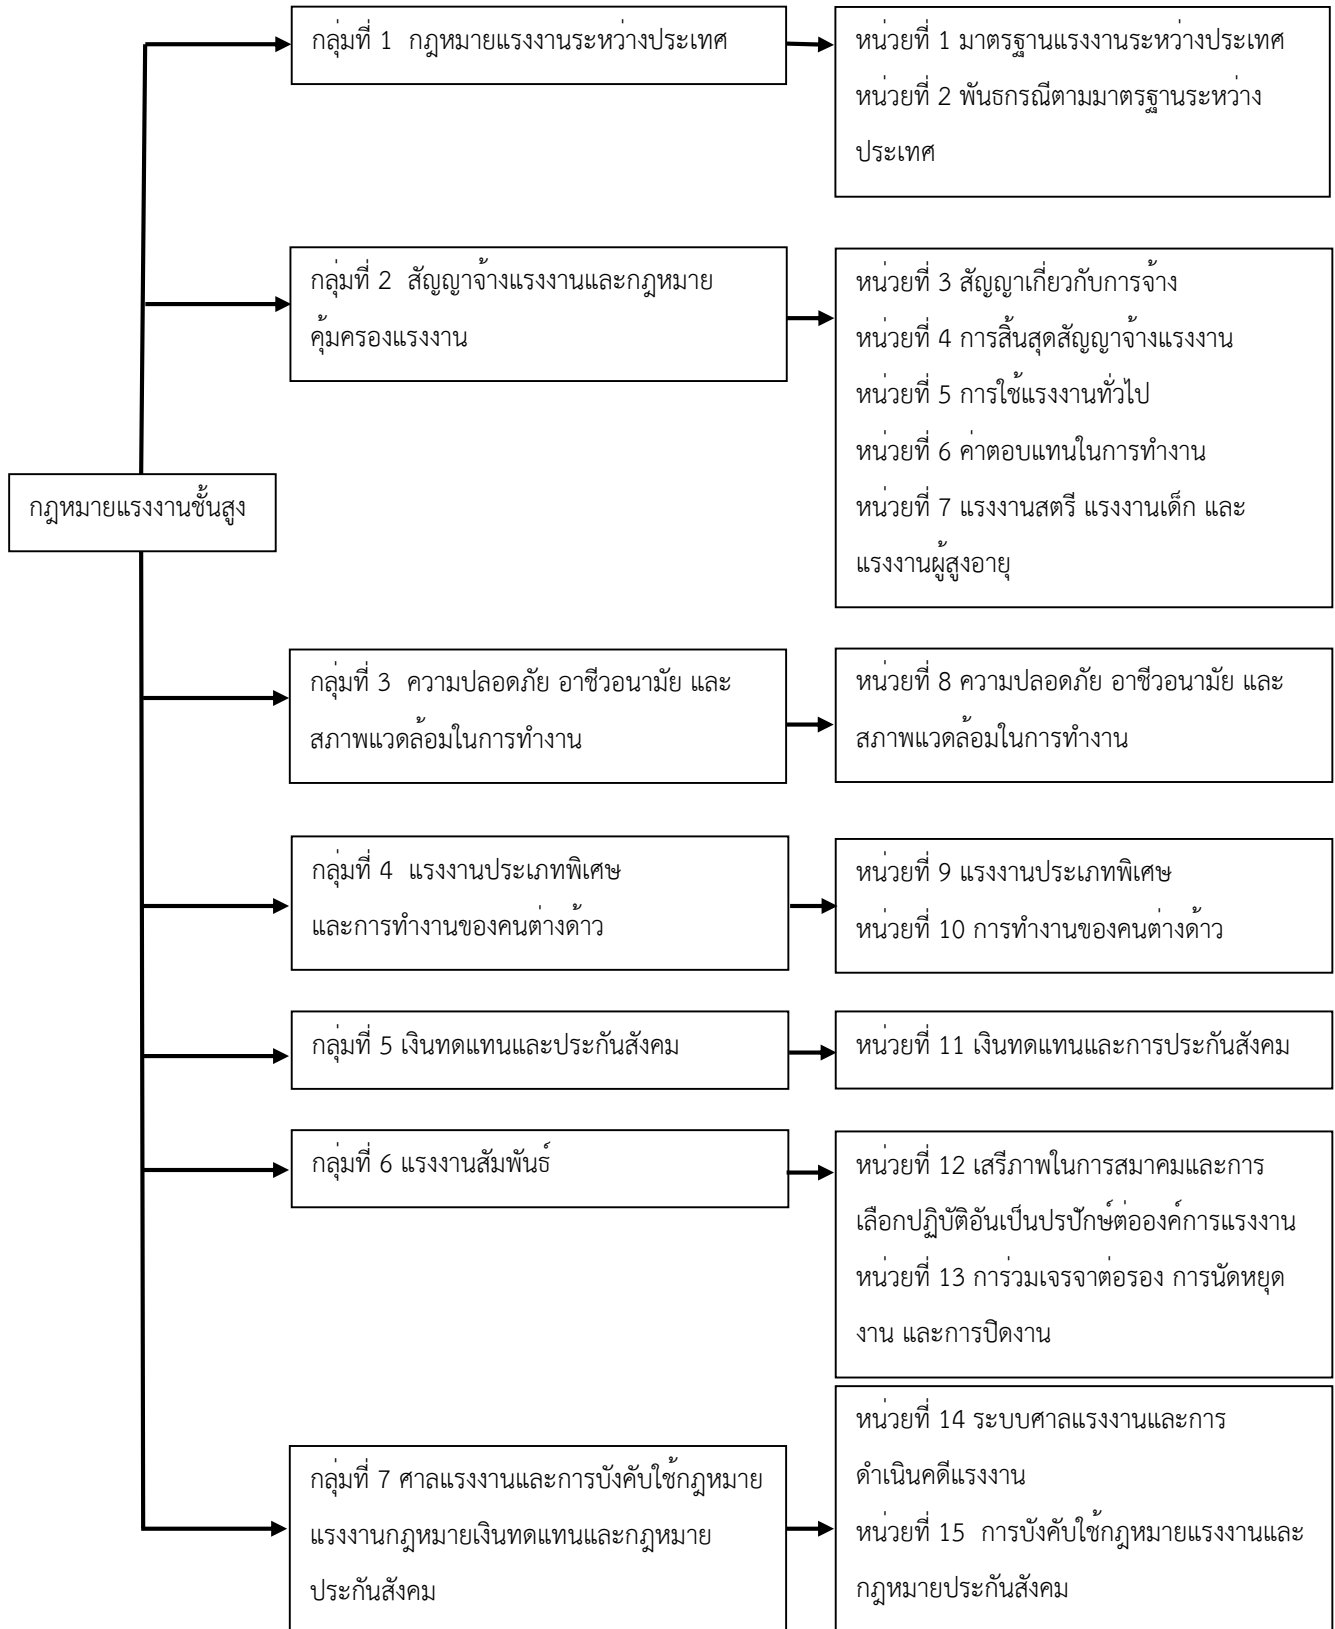 กลุ่มที่ 1  กฎหมายแรงงานระหว่างประเทศ
หน่วยที่ 1 มาตรฐานแรงงานระหว่างประเทศ
หน่วยที่ 2 พันธกรณีตามมาตรฐานระหว่าง
ประเทศ
กลุ่มที่ 2  สัญญาจ้างแรงงานและกฎหมาย
คุ้มครองแรงงาน
หน่วยที่ 3 สัญญาเกี่ยวกับการจ้าง
หน่วยที่ 4 การสิ้นสุดสัญญาจ้างแรงงาน
หน่วยที่ 5 การใช้แรงงานทั่วไป
หน่วยที่ 6 ค่าตอบแทนในการทำงาน
หน่วยที่ 7 แรงงานสตรี แรงงานเด็ก และ
แรงงานผู้สูงอายุ
กฎหมายแรงงานชั้นสูง
กลุ่มที่ 3  ความปลอดภัย อาชีวอนามัย และ
สภาพแวดล้อมในการทำงาน
หน่วยที่ 8 ความปลอดภัย อาชีวอนามัย และ
สภาพแวดล้อมในการทำงาน
กลุ่มที่ 4  แรงงานประเภทพิเศษ
และการทำงานของคนต่างด้าว
หน่วยที่ 9 แรงงานประเภทพิเศษ
หน่วยที่ 10 การทำงานของคนต่างด้าว
กลุ่มที่ 5 เงินทดแทนและประกันสังคม
หน่วยที่ 11 เงินทดแทนและการประกันสังคม
กลุ่มที่ 6 แรงงานสัมพันธ์
หน่วยที่ 12 เสรีภาพในการสมาคมและการ
เลือกปฏิบัติอันเป็นปรปักษ์ต่อองค์การแรงงาน
หน่วยที่ 13 การ่วมเจรจาต่อรอง การนัดหยุด
งาน และการปิดงาน
กลุ่มที่ 7 ศาลแรงงานและการบังคับใช้กฎหมาย
แรงงานกฎหมายเงินทดแทนและกฎหมาย
ประกันสังคม
หน่วยที่ 14 ระบบศาลแรงงานและการ
ดำเนินคดีแรงงาน
หน่วยที่ 15  การบังคับใช้กฎหมายแรงงานและ
กฎหมายประกันสังคม